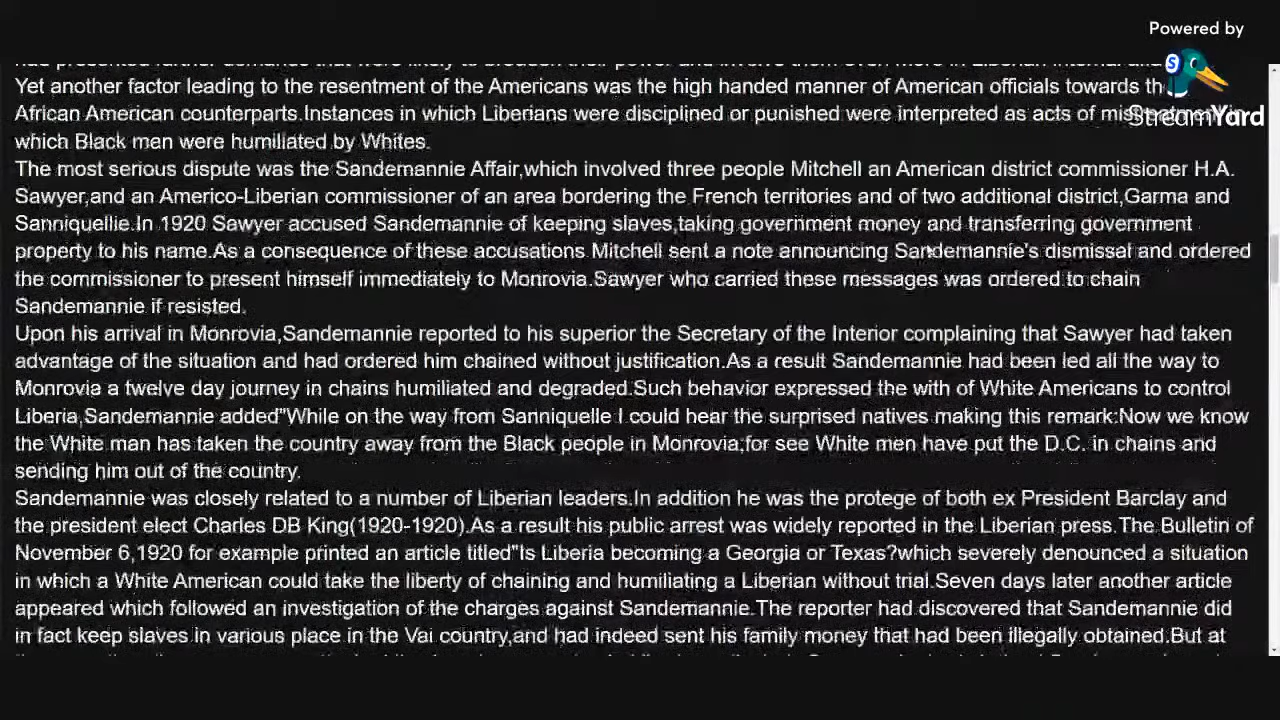 Powered by
StreamYard
has presented further demands that were likely to broaden their power and involve them even more in Liberian internal
Yet another factor leading to the resentment of the Americans was the high handed manner of American officials towards
African American counterparts.Instances in which Liberians were disciplined or punished were interpreted as acts of
which Black men were humiliated by Whites.
The most serious dispute was the Sandemannie Affair,which involved three people Mitchell an American district commissioner H.A.
Sawyer,and an Americo-Liberian commissioner of an area bordering the French territories and of two additional district,Garma and
Sanniquellie.In 1920 Sawyer accused Sandemannie of keeping slaves,taking government money and transferring government
property to his name.As a consequence of these accusations Mitchell sent a note announcing Sandemannie's dismissal and ordered
the commissioner to present himself immediately to Monrovia.Sawyer who carried these messages was ordered to chain
Sandemannie if resisted.
Upon his arrival in Monrovia,Sandemannie reported to his superior the Secretary of the Interior complaining that Sawyer had taken
advantage of the situation and had ordered him chained without justification.As a result Sandemannie had been led all the way to
Monrovia a twelve day journey in chains humiliated and degraded.Such behavior expressed the with of White Americans to control
Liberia,Sandemannie added"While on the way from Sanniquelle I could hear the surprised natives making this remark:Now we know
the White man has taken the country away from the Black people in Monrovia,for see White men have put the D.C. in chains and
sending him out of the country.
Sandemannie was closely related to a number of Liberian leaders.In addition he was the protege of both ex President Barclay and
the president elect Charles DB King(1920-1920).As a result his public arrest was widely reported in the Liberian press.The Bulletin of
November 6,1920 for example printed an article titled"Is Liberia becoming a Georgia or Texas?which severely denounced a situation
in which a White American could take the liberty of chaining and humiliating a Liberian without trial.Seven days later another article
appeared which followed an investigation of the charges against Sandemannie.The reporter had discovered that Sandemannie did
in fact keep slaves in various place in the Vai country,and had indeed sent his family money that had been illegally obtained.But at